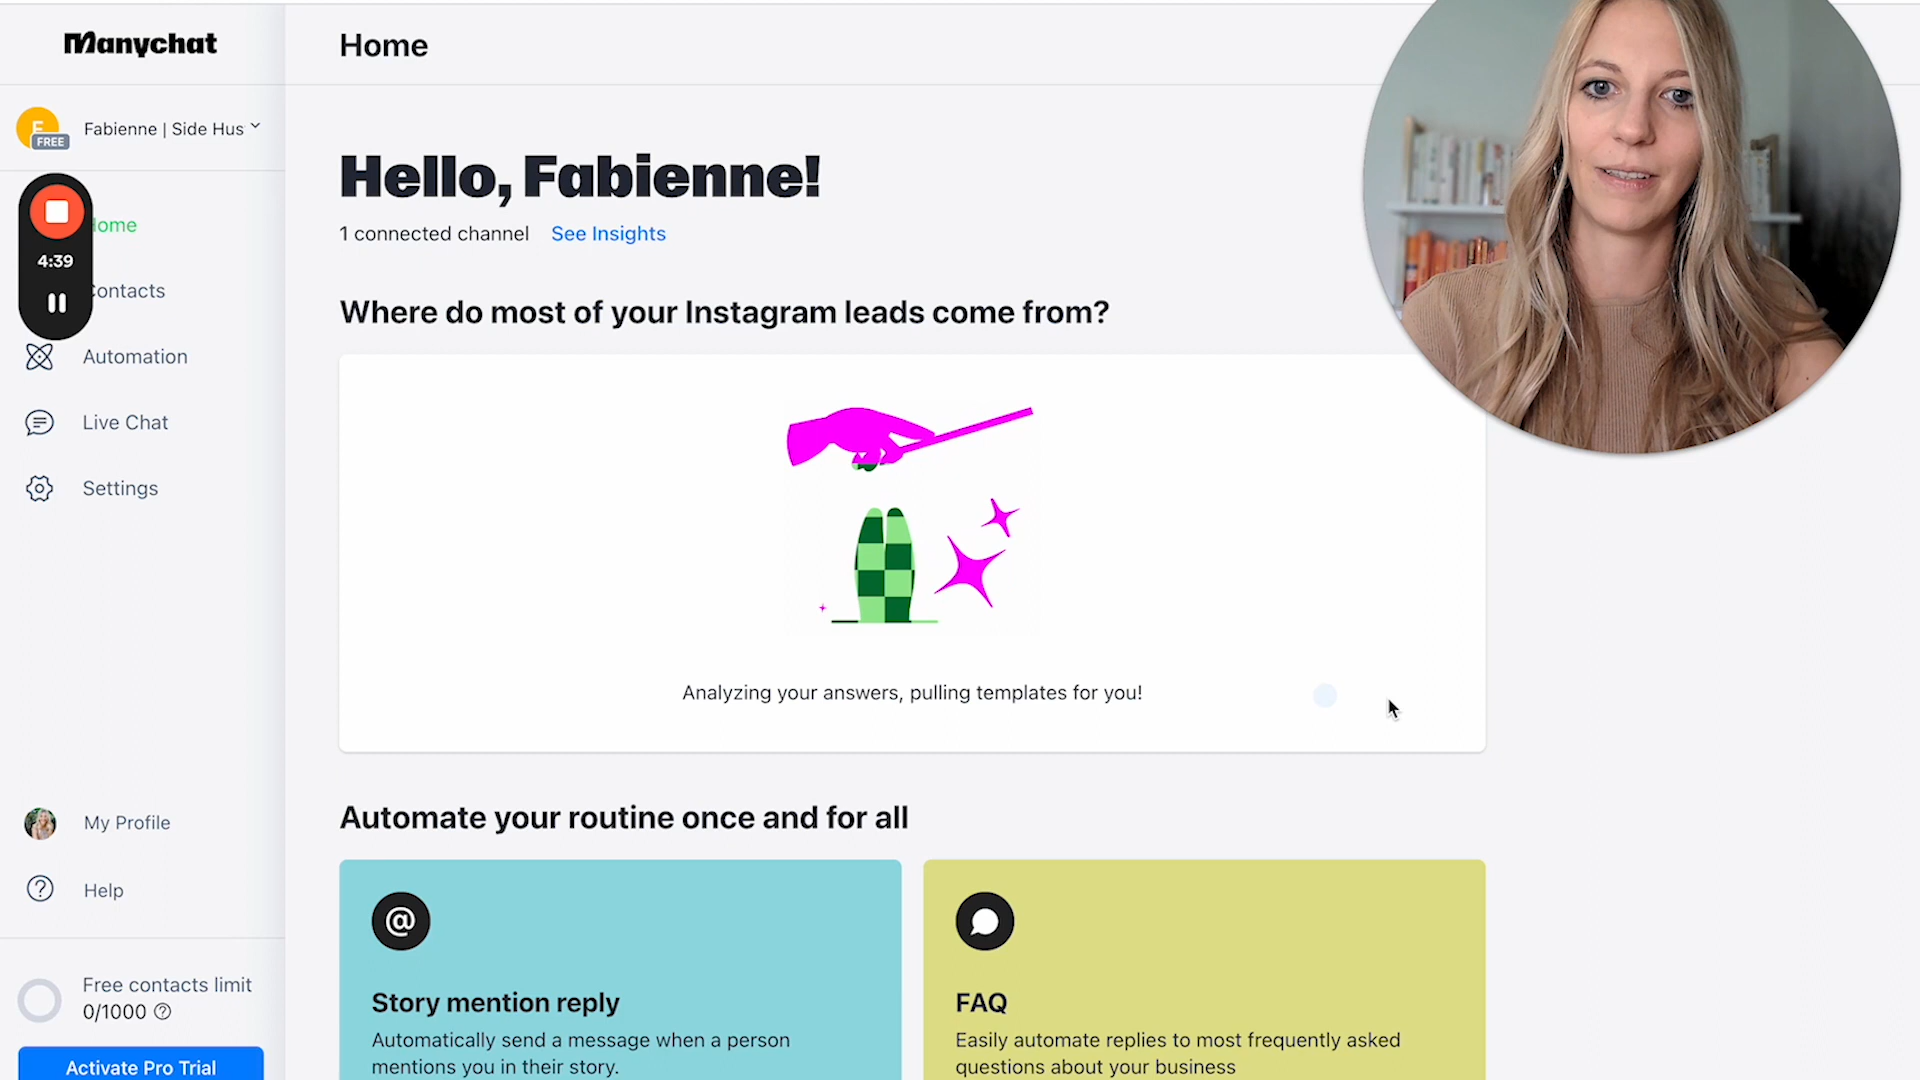 Manychat
Home
F
FREE
Fabienne | Side Hus
Hello, Fabienne!
1 connected channel See Insights
ome
4:39
ontacts
Automation
Live Chat
Settings
Where do most of your Instagram leads come from?
Analyzing your answers, pulling templates for you!
Automate your routine once and for all
My Profile
Help
Free contacts limit
0/1000 ?
Activate Pro Trial
@
Story mention reply
Automatically send a message when a person
mentions you in their story.
FAQ
Easily automate replies to most frequently asked
questions about your business